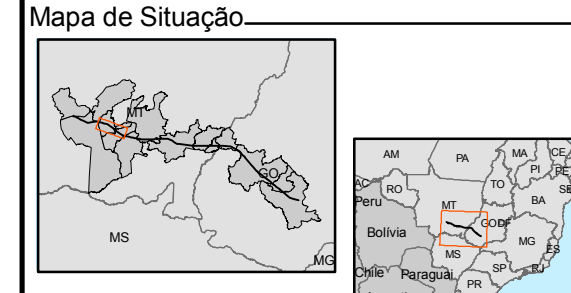 Mapa de Situação
MT
GO
MS
MG
AM
PA
MA
CE
AC
RO
TO
PI
PE
SE
Peru
MT
BA
Bolívia
GO
DF
MG
ES
MS
SP
RJ
Chile
Paraguai
PR